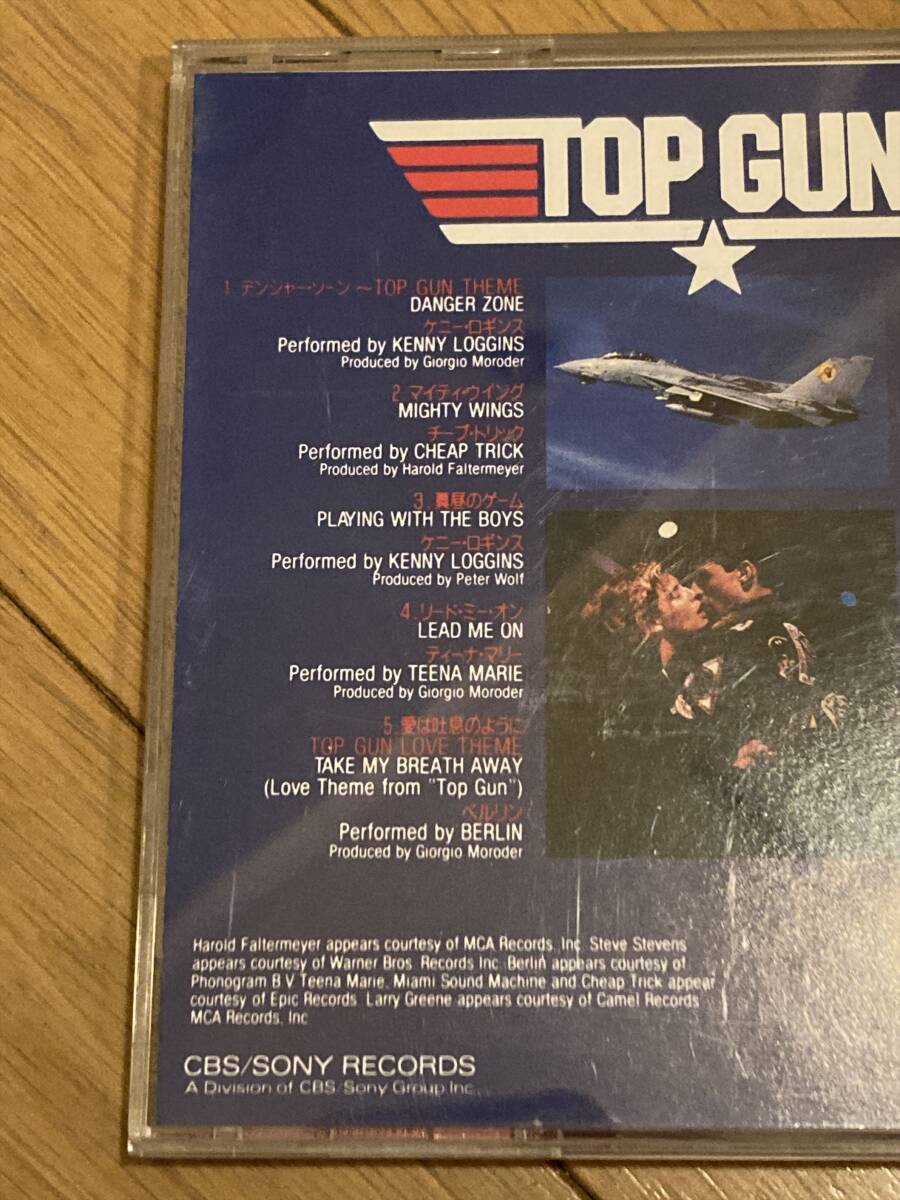 TOP GUN
1. デンジャー・ゾーン ～TOP GUN THEME
DANGER ZONE
ケニー・ロギンス
Performed by KENNY LOGGINS
Produced by Giorgio Moroder
2. マイティ・ウイング
MIGHTY WINGS
チープ・トリック
Performed by CHEAP TRICK
Produced by Harold Faltermeyer
3. 真昼のゲーム
PLAYING WITH THE BOYS
ケニー・ロギンス
Performed by KENNY LOGGINS
Produced by Peter Wolf
4. リード・ミー・オン
LEAD ME ON
ティーナ・マリー
Performed by TEENA MARIE
Produced by Giorgio Moroder
5. 愛は吐息のように
TOP GUN LOVE THEME
TAKE MY BREATH AWAY
(Love Theme from "Top Gun")
ベルリン
Performed by BERLIN
Produced by Giorgio Moroder
Harold Faltermeyer appears courtesy of MCA Records, Inc. Steve Stevens
appears courtesy of Warner Bros. Records Inc. Berlin appears courtesy of
Phonogram B.V. Teena Marie, Miami Sound Machine and Cheap Trick appear
courtesy of Epic Records. Larry Greene appears courtesy of Camel Records
MCA Records, Inc.
CBS/SONY RECORDS
A Division of CBS/Sony Group Inc.